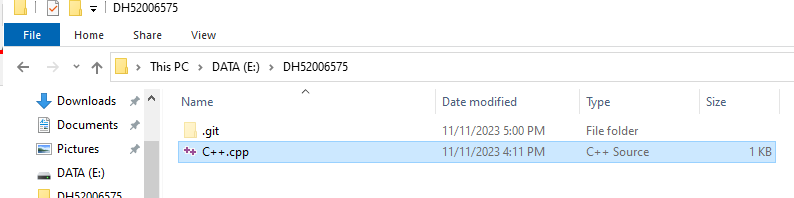 DH52006575
File Home Share View
This PC > DATA (E:) > DH52006575
Name Date modified Type Size
Downloads
Documents
Pictures
DATA (E:)
DH52006575
.git 11/11/2023 5:00 PM File folder
C++.cpp 11/11/2023 4:11 PM C++ Source 1 KB